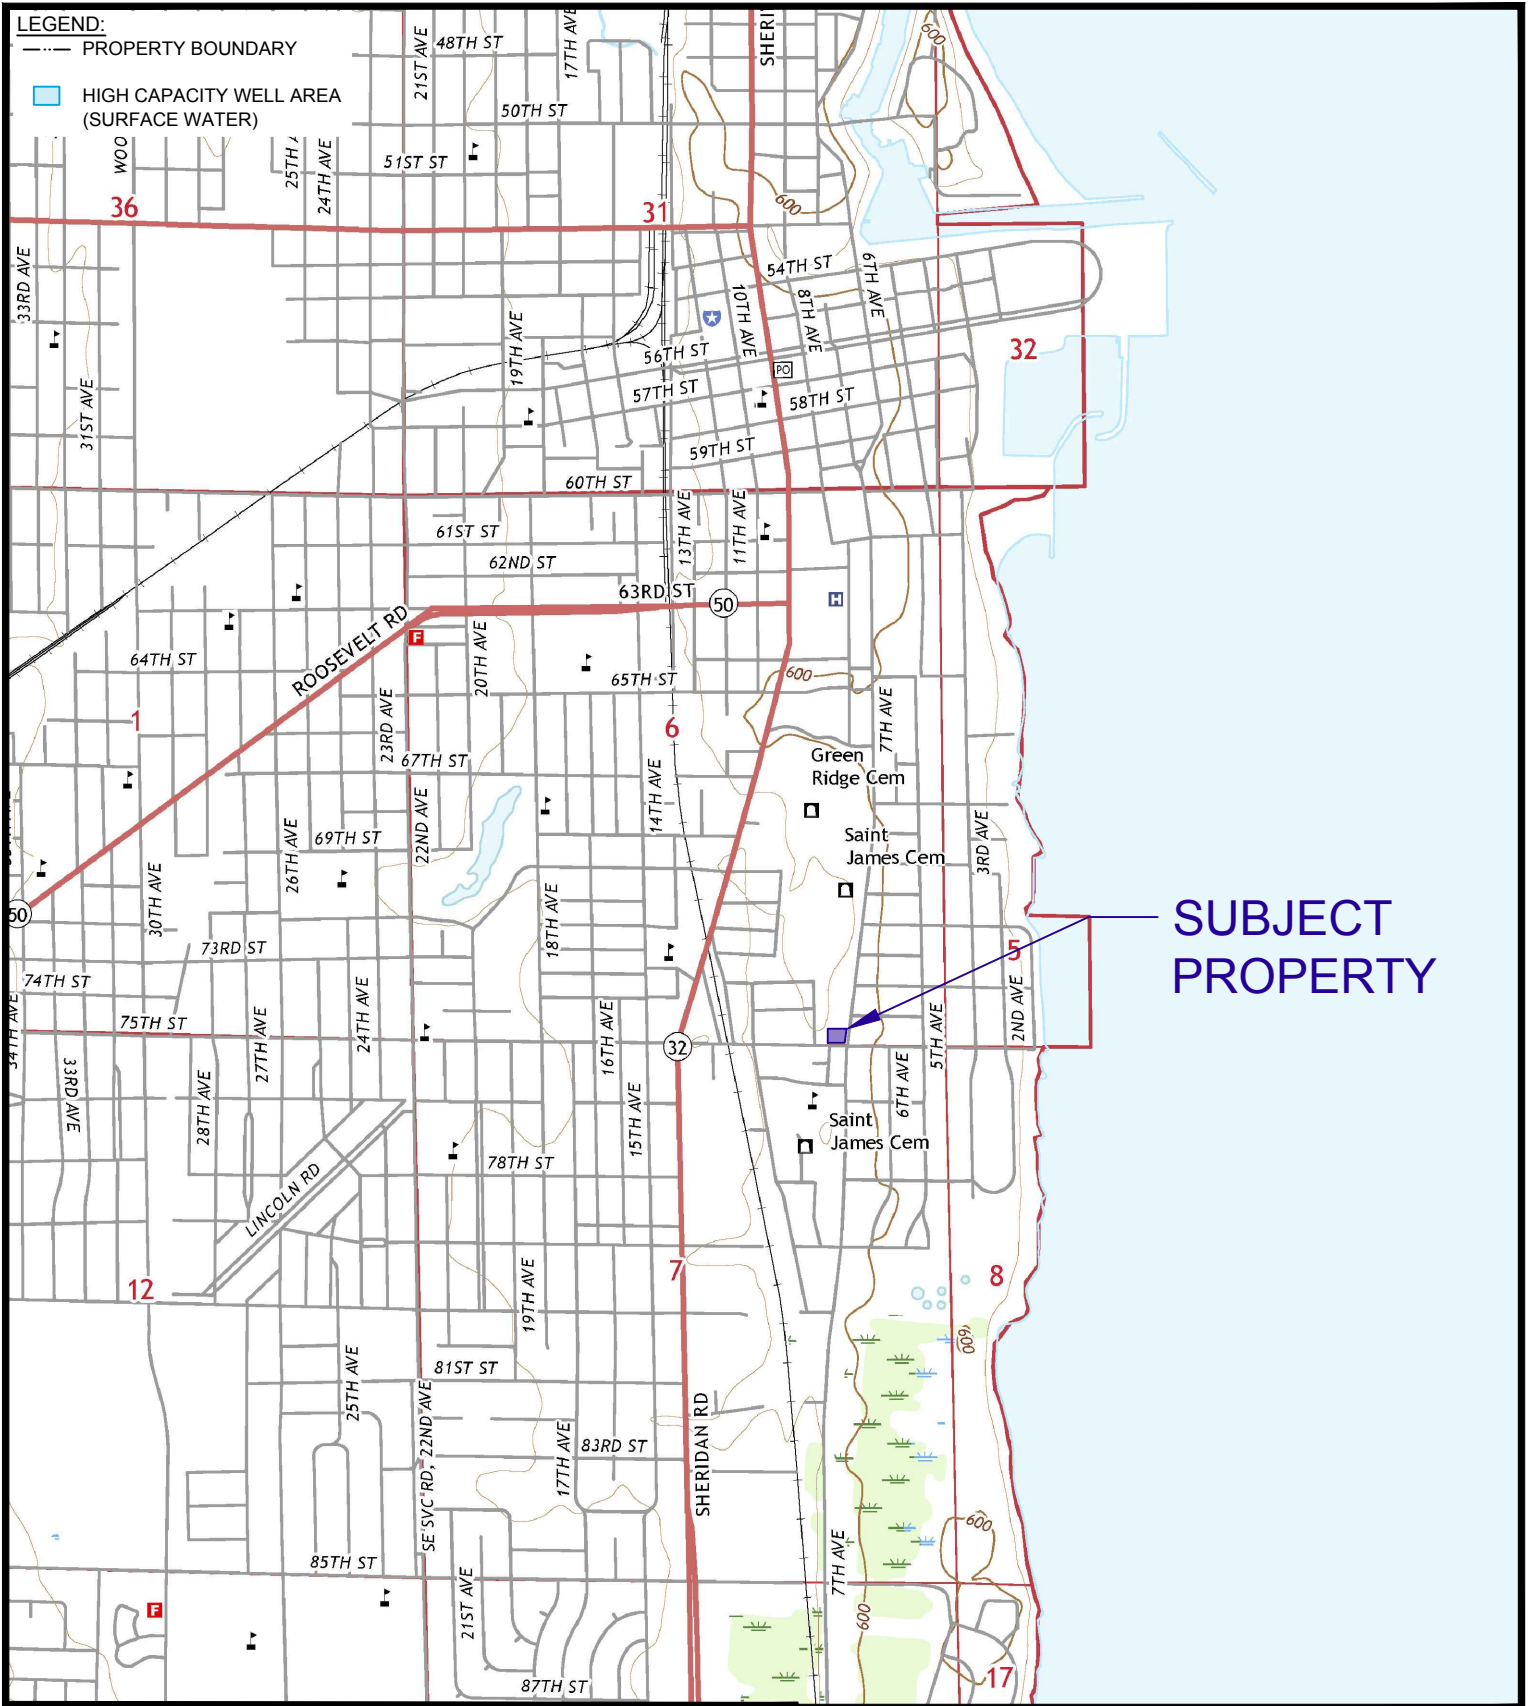 LEGEND:
PROPERTY BOUNDARY
HIGH CAPACITY WELL AREA
(SURFACE WATER)
48TH ST
21ST AVE
17TH AVE
SHERI
600
50TH ST
WOO
25TH A
24TH AVE
51ST ST
36
31
600
33RD AVE
54TH ST
6TH AVE
10TH AVE
8TH AVE
19TH AVE
56TH ST
32
PO
57TH ST
58TH ST
31ST AVE
59TH ST
60TH ST
61ST ST
13TH AVE
11TH AVE
62ND ST
63RD ST
50
H
ROOSEVELT RD
F
64TH ST
20TH AVE
65TH ST
600
1
23RD AVE
6
7TH AVE
67TH ST
Green
Ridge Cem
14TH AVE
22ND AVE
69TH ST
26TH AVE
Saint
James Cem
3RD AVE
50
30TH AVE
18TH AVE
SUBJECT
PROPERTY
73RD ST
5
74TH ST
34TH AVE
75TH ST
27TH AVE
24TH AVE
16TH AVE
32
5TH AVE
2ND AVE
33RD AVE
28TH AVE
15TH AVE
6TH AVE
Saint
James Cem
78TH ST
LINCOLN RD
12
7
8
19TH AVE
600
81ST ST
25TH AVE
SE SVC RD, 22ND AVE
17TH AVE
83RD ST
SHERIDAN RD
600
85TH ST
21ST AVE
7TH AVE
F
600
17
87TH ST